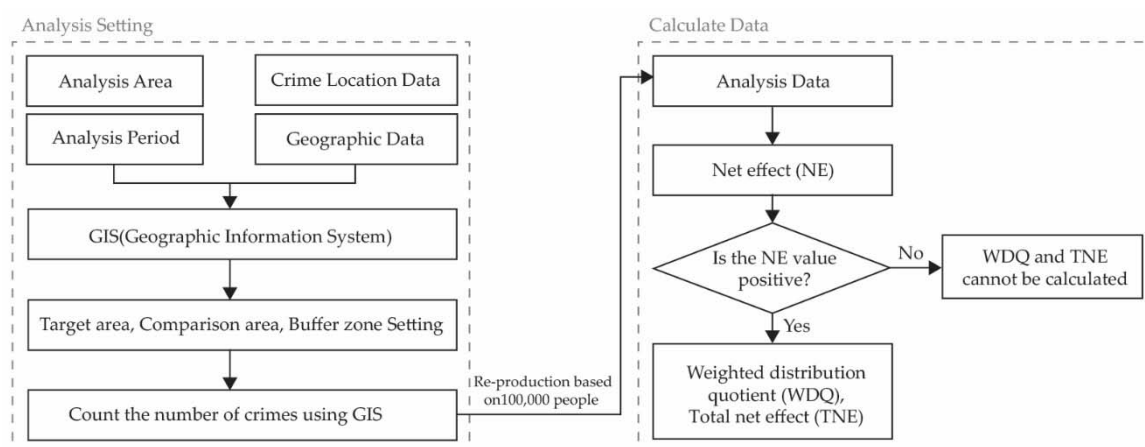 Analysis Setting
Analysis Area
Crime Location Data
Analysis Period
Geographic Data
GIS(Geographic Information System)
Target area, Comparison area, Buffer zone Setting
Count the number of crimes using GIS
Re-production based
on100,000 people
Calculate Data
Analysis Data
Net effect (NE)
Is the NE value
positive?
No
WDQ and TNE
cannot be calculated
Yes
Weighted distribution
quotient (WDQ),
Total net effect (TNE)